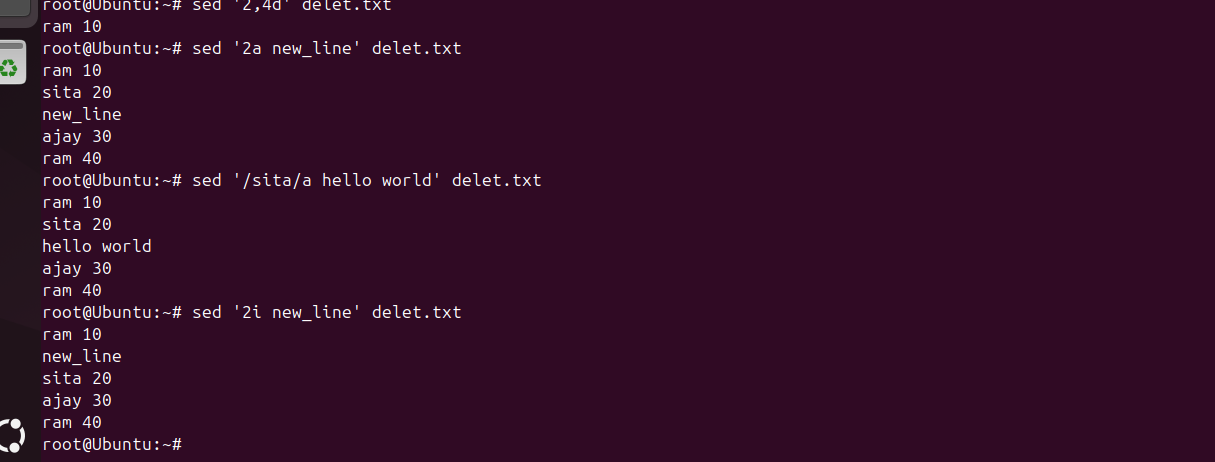 root@Ubuntu:~# sed '2,4d' delet.txt
ram 10
root@Ubuntu:~# sed '2a new_line' delet.txt
ram 10
sita 20
new_line
ajay 30
ram 40
root@Ubuntu:~# sed '/sita/a hello world' delet.txt
ram 10
sita 20
hello world
ajay 30
ram 40
root@Ubuntu:~# sed '2i new_line' delet.txt
ram 10
new_line
sita 20
ajay 30
ram 40
root@Ubuntu:~#